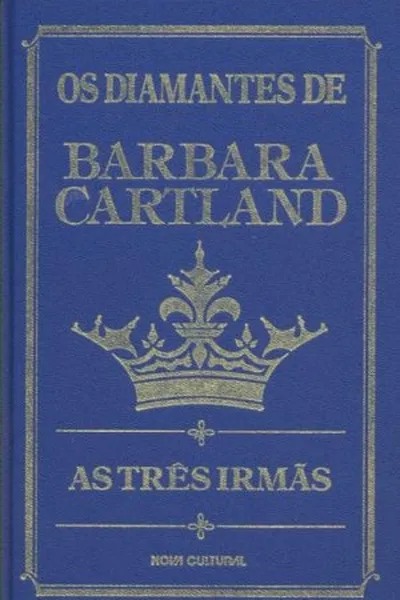 OS DIAMANTES DE
BARBARA
CARTLAND
AS TRÊS IRMÃS
NOVA CULTURAL